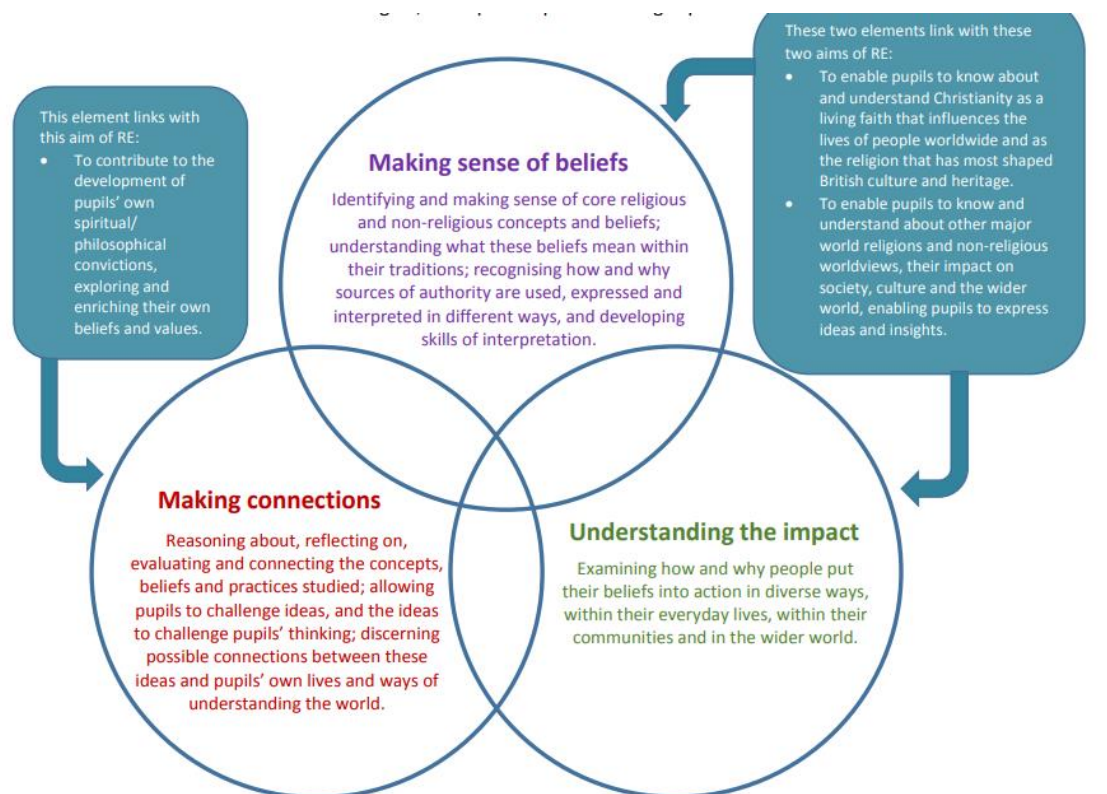 These two elements link with these
two aims of RE:
• To enable pupils to know about
and understand Christianity as a
living faith that influences the
lives of people worldwide and as
the religion that has most shaped
British culture and heritage.
• To enable pupils to know and
understand about other major
world religions and non-religious
worldviews, their impact on
society, culture and the wider
world, enabling pupils to express
ideas and insights.
This element links with
this aim of RE:
• To contribute to the
development of
pupils' own
spiritual/
philosophical
convictions,
exploring and
enriching their own
beliefs and values.
Making sense of beliefs
Identifying and making sense of core religious
and non-religious concepts and beliefs;
understanding what these beliefs mean within
their traditions; recognising how and why
sources of authority are used, expressed and
interpreted in different ways, and developing
skills of interpretation.
Making connections
Reasoning about, reflecting on,
evaluating and connecting the concepts,
beliefs and practices studied; allowing
pupils to challenge ideas, and the ideas
to challenge pupils' thinking; discerning
possible connections between these
ideas and pupils' own lives and ways of
understanding the world.
Understanding the impact
Examining how and why people put
their beliefs into action in diverse ways,
within their everyday lives, within their
communities and in the wider world.